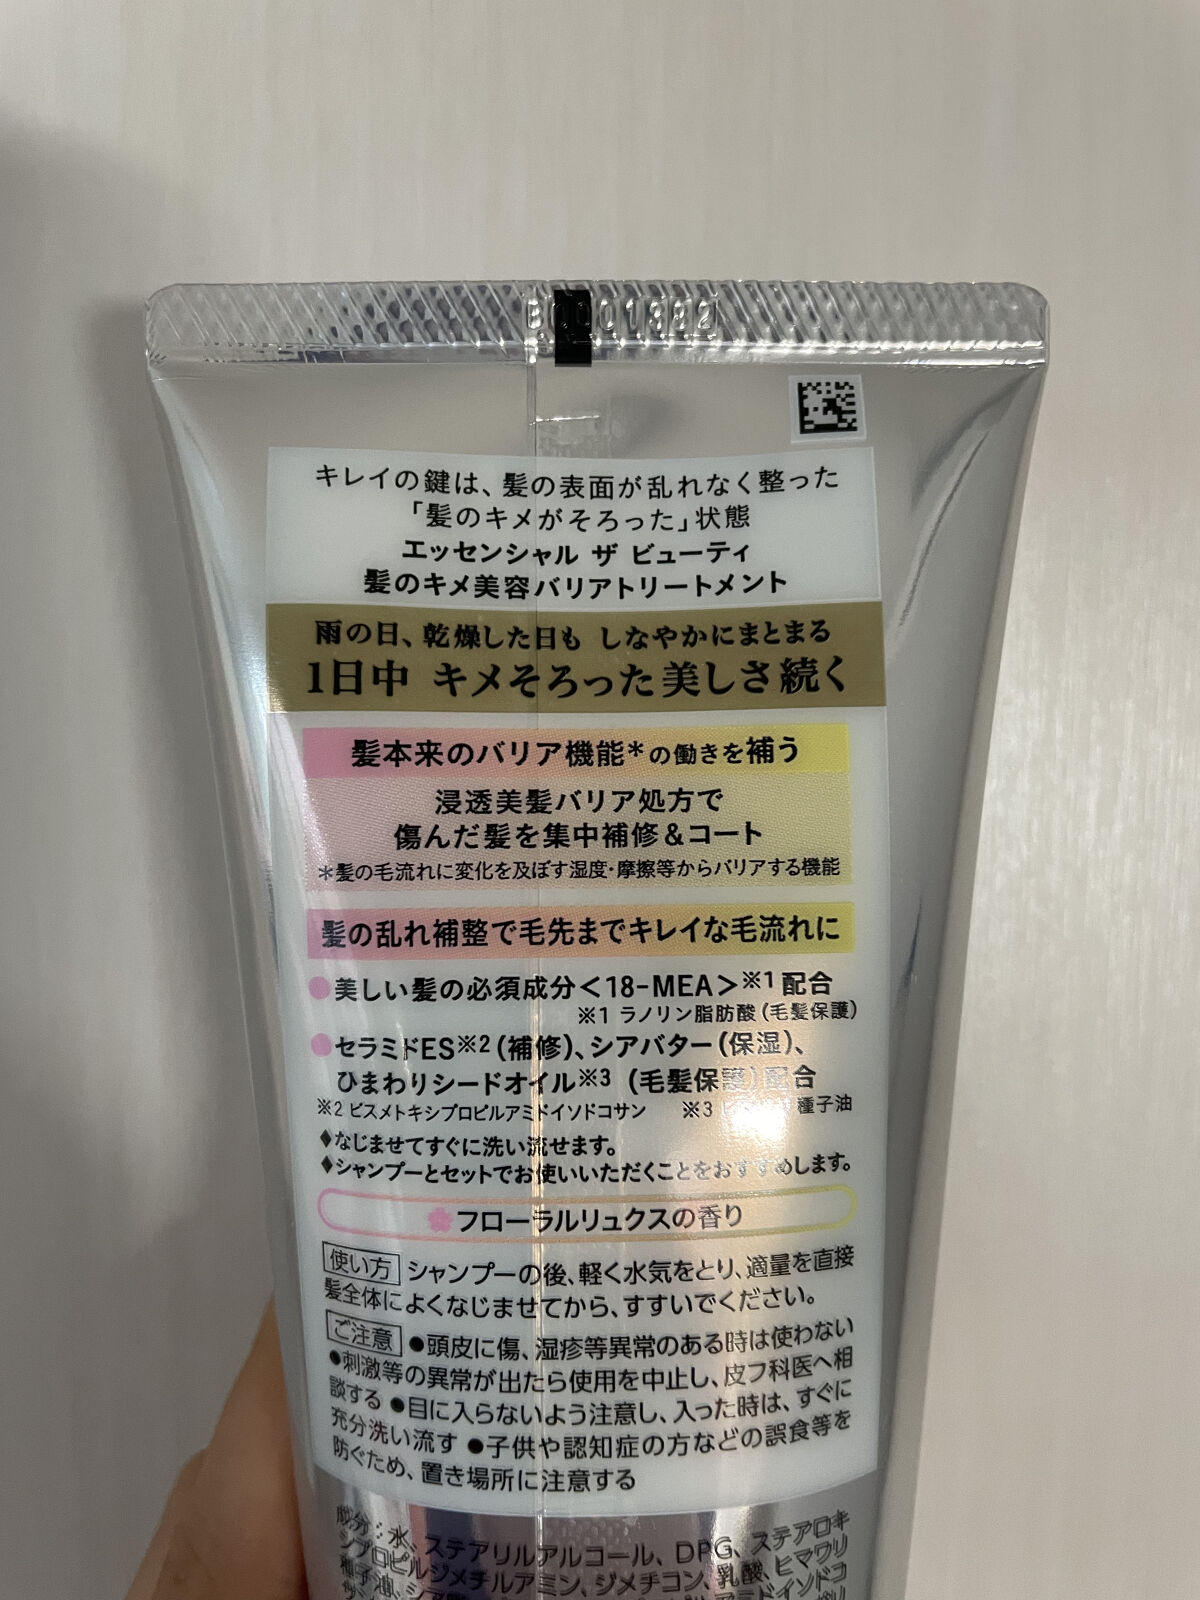 キレイの鍵は、髪の表面が乱れなく整った
「髪のキメがそろった」状態
エッセンシャル ザ ビューティ
髪のキメ美容バリアトリートメント
雨の日、乾燥した日も しなやかにまとまる
1日中 キメそろった美しさ続く
髪本来のバリア機能*の働きを補う
浸透美髪バリア処方で
傷んだ髪を集中補修&コート
*髪の毛流れに変化を及ぼす湿度・摩擦等からバリアする機能
髪の乱れ補整で毛先までキレイな毛流れに
●美しい髪の必須成分<18-MEA>※1配合
※1 ラノリン脂肪酸(毛髪保護)
●セラミドES※2(補修)、シアバター(保湿)、
ひまわりシードオイル※3(毛髪保護)配合
※2 ビスメトキシプロピルアミドイソドコサン ※3 種子油
♦なじませてすぐに洗い流せます。
♦シャンプーとセットでお使いいただくことをおすすめします。
フローラルリュクスの香り
使い方 シャンプーの後、軽く水気をとり、適量を直接
髪全体によくなじませてから、すすいでください。
ご注意 ●頭皮に傷、湿疹等異常のある時は使わない
●刺激等の異常が出たら使用を中止し、皮フ科医へ相
談する ●目に入らないよう注意し、入った時は、すぐに
充分洗い流す ●子供や認知症の方などの誤食等を
防ぐため、置き場所に注意する
成分：水、ステアリルアルコール、DPG、ステアロキ
シプロピルジメチルアミン、ジメチコン、乳酸、ヒマワリ
種子油、